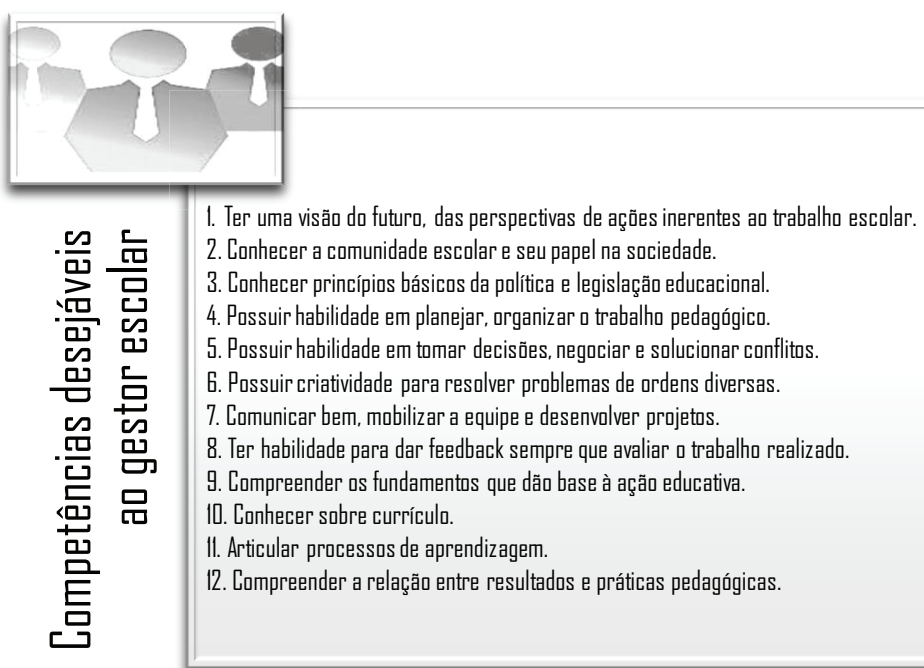 Competências desejáveis
ao gestor escolar
1. Ter uma visão do futuro, das perspectivas de ações inerentes ao trabalho escolar.
2. Conhecer a comunidade escolar e seu papel na sociedade.
3. Conhecer princípios básicos da política e legislação educacional.
4. Possuir habilidade em planejar, organizar o trabalho pedagógico.
5. Possuir habilidade em tomar decisões, negociar e solucionar conflitos.
6. Possuir criatividade para resolver problemas de ordens diversas.
7. Comunicar bem, mobilizar a equipe e desenvolver projetos.
8. Ter habilidade para dar feedback sempre que avaliar o trabalho realizado.
9. Compreender os fundamentos que dão base à ação educativa.
10. Conhecer sobre currículo.
11. Articular processos de aprendizagem.
12. Compreender a relação entre resultados e práticas pedagógicas.